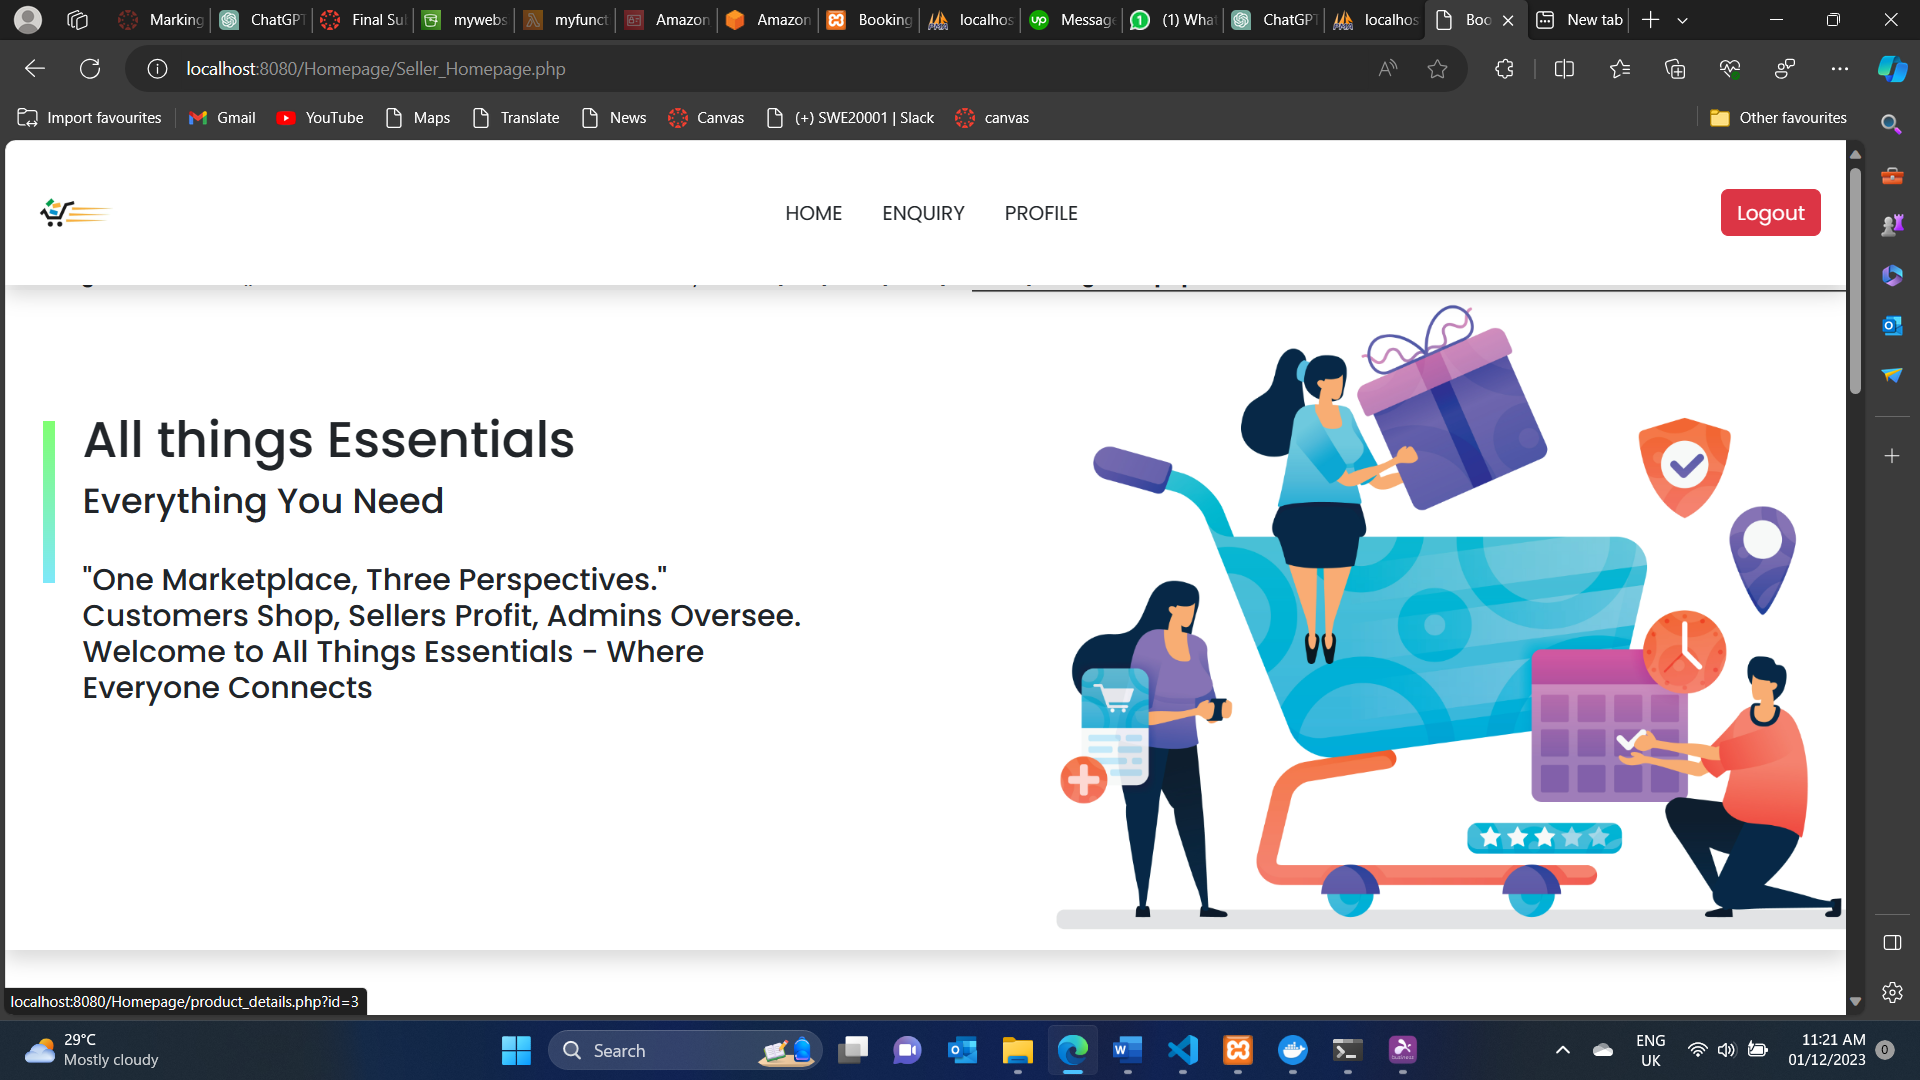 Marking
ChatGPT
Final Su
mywebs
myfunct
Amazon
Amazon
Booking
localhos
Message
(1) What
ChatGPT
localhos
Boo
New tab
localhost:8080/Homepage/Seller_Homepage.php
Import favourites
Gmail
YouTube
Maps
Translate
News
Canvas
(+) SWE20001 | Slack
canvas
Other favourites
HOME
ENQUIRY
PROFILE
Logout
All things Essentials
Everything You Need
"One Marketplace, Three Perspectives."
Customers Shop, Sellers Profit, Admins Oversee.
Welcome to All Things Essentials - Where
Everyone Connects
localhost:8080/Homepage/product_details.php?id=3
29°C
Mostly cloudy
Search
ENG
UK
11:21 AM
01/12/2023
0